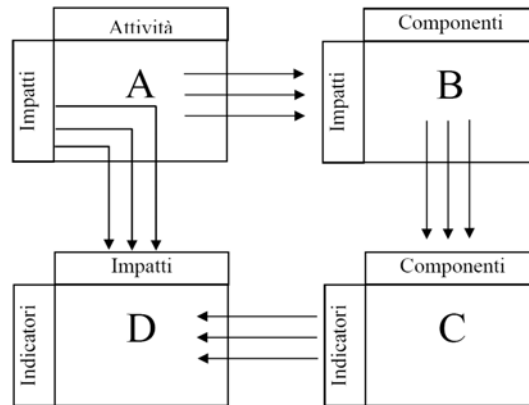 Attività
Componenti
Impatti
A
Impatti
B
Impatti
Componenti
Indicatori
D
Indicatori
C